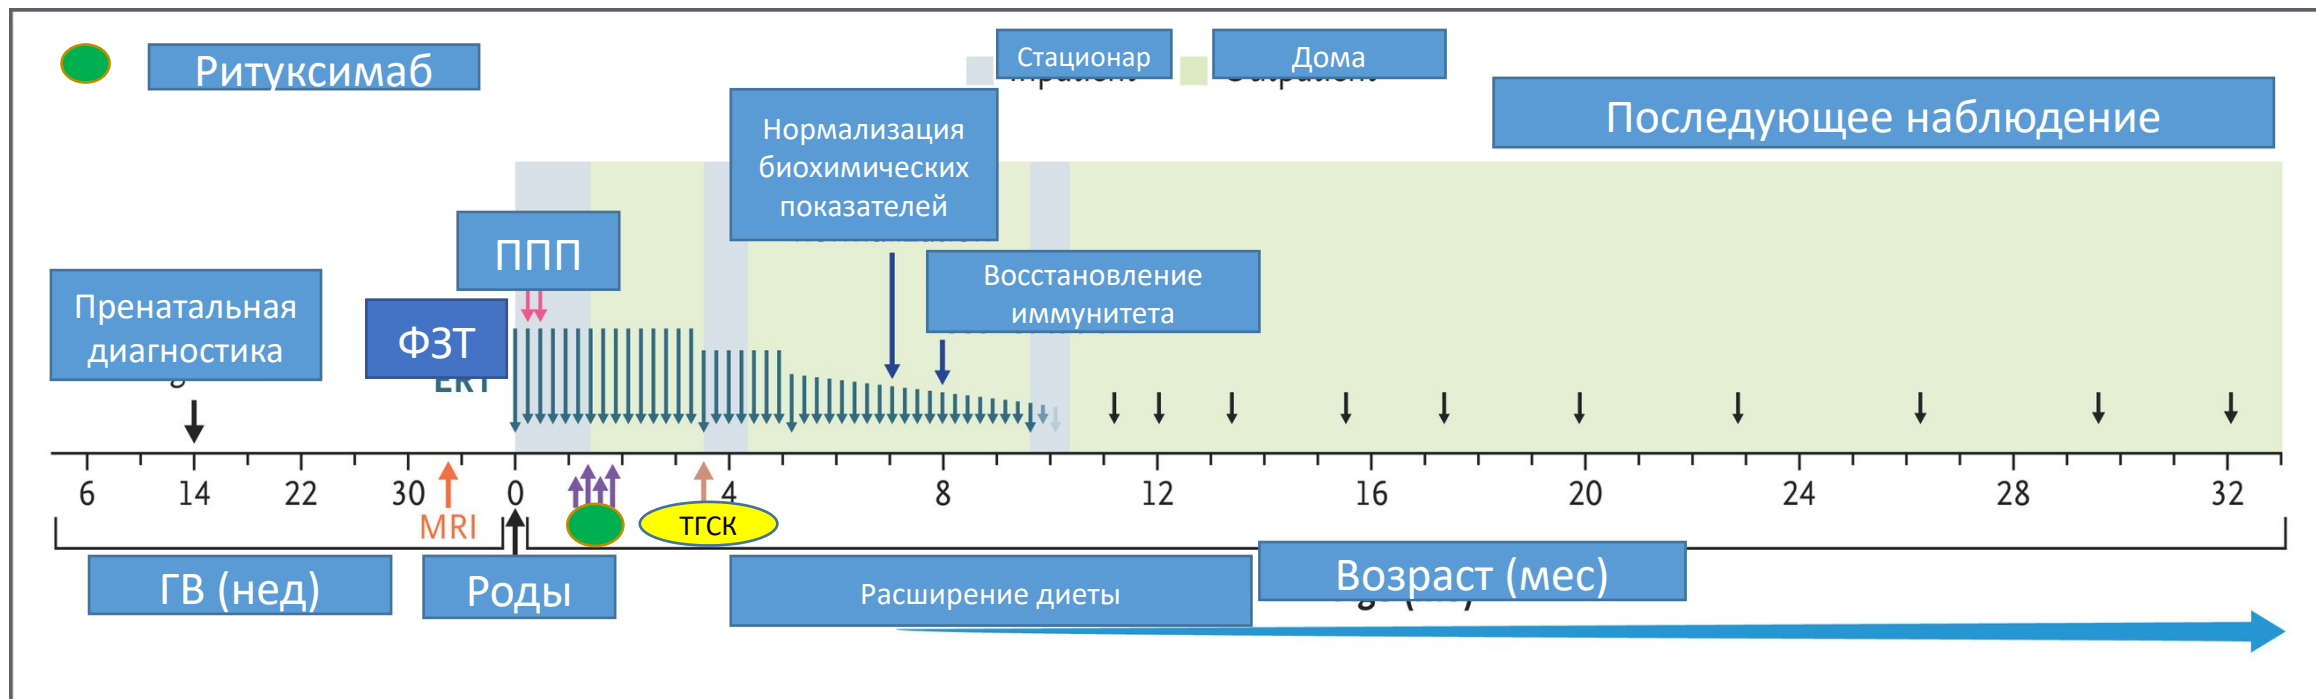 Ритуксимаб
Стационар
Дома
Нормализация
биохимических
показателей
Последующее наблюдение
ППП
Восстановление
иммунитета
Пренатальная
диагностика
ФЗТ
ERT
6 14 22 30 0 4 8 12 16 20 24 28 32
MRI
ТГСК
ГВ (нед)
Роды
Расширение диеты
Возраст (мес)